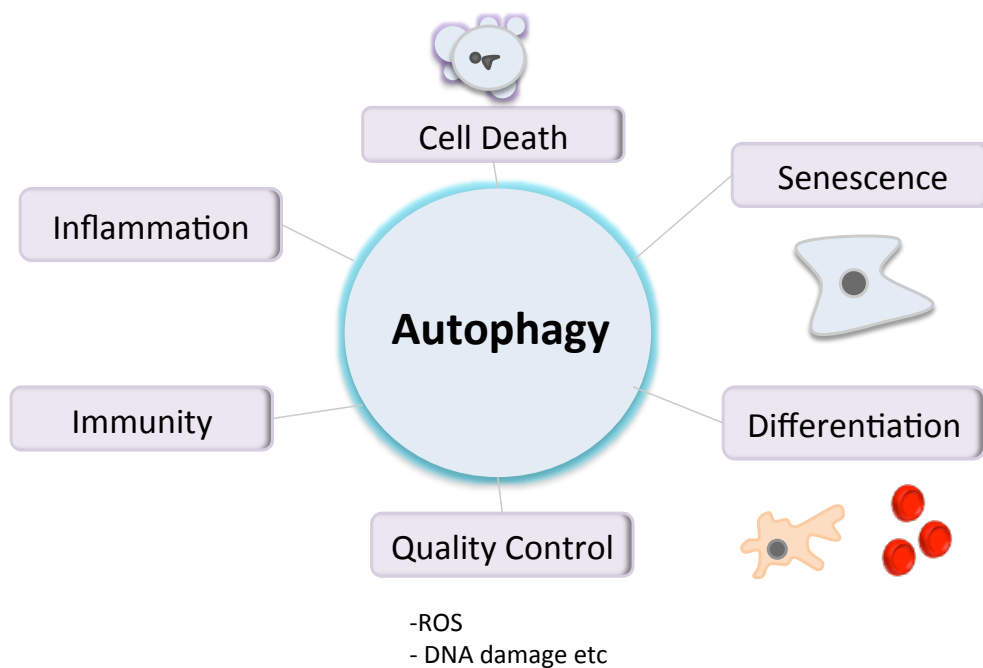 Cell Death
Senescence
Inflammation
Autophagy
Immunity
Differentiation
Quality Control
-ROS
- DNA damage etc